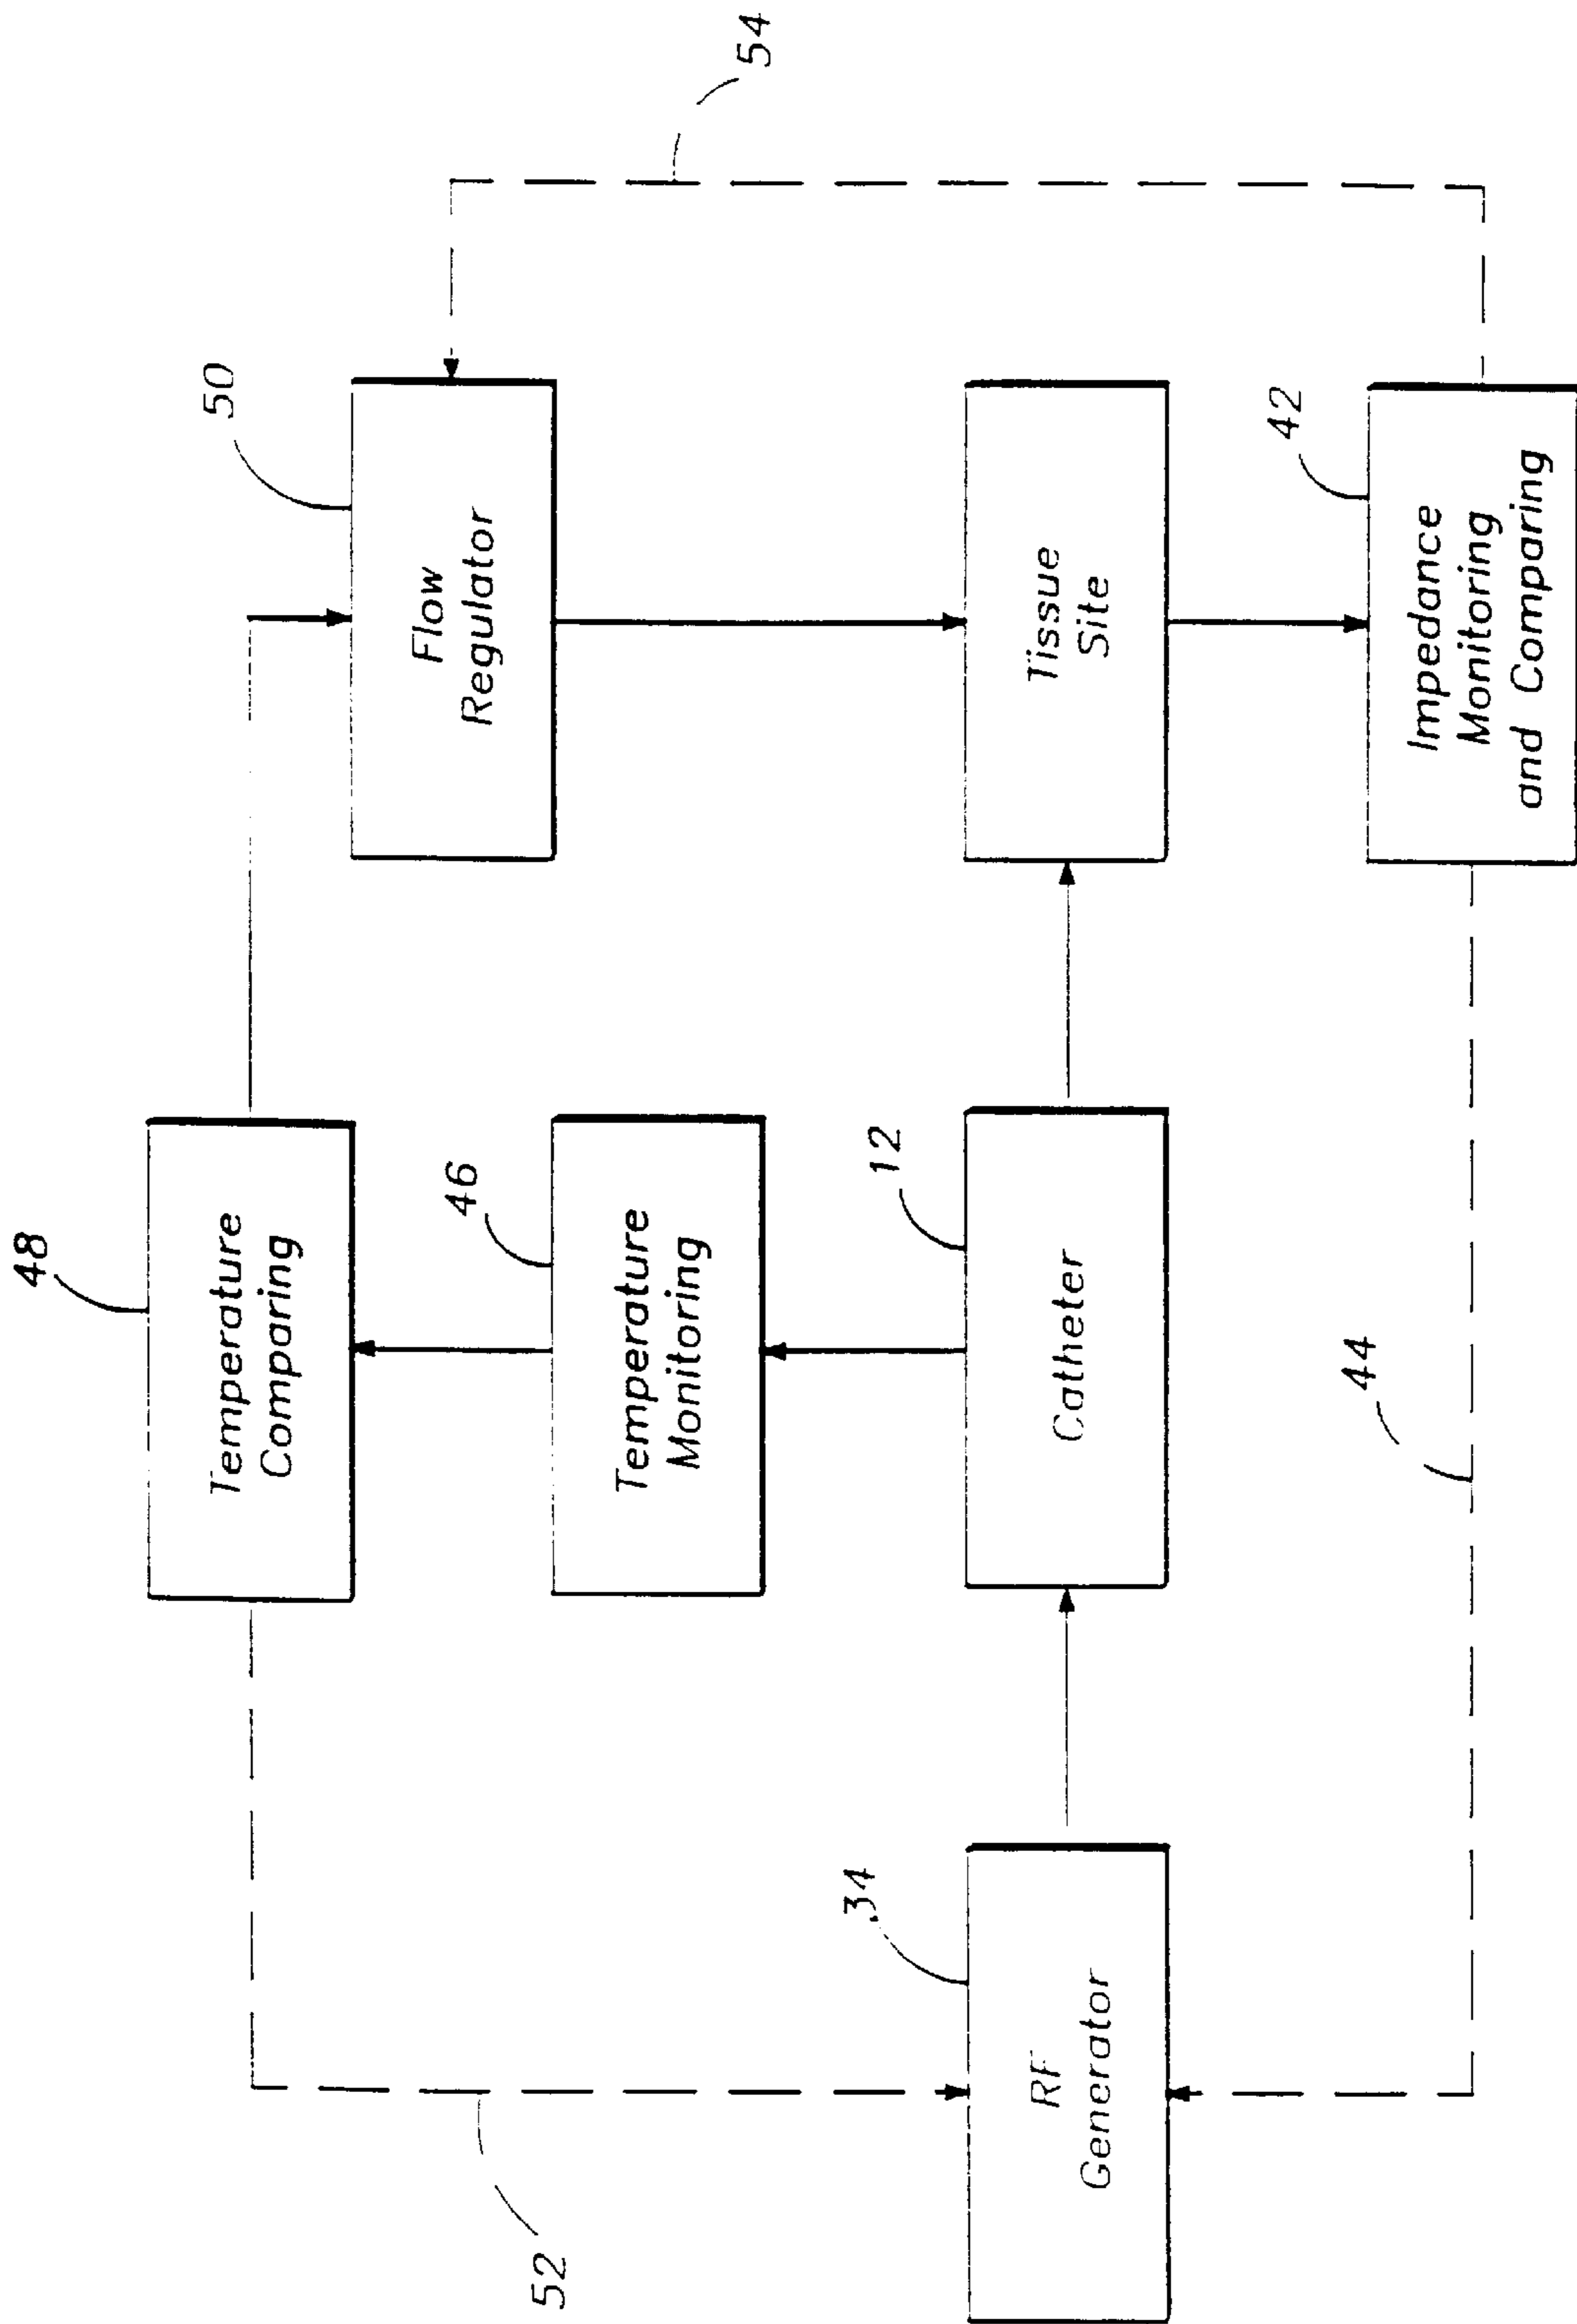 48
Temperature
Comparing
50
Flow
Regulator
54
46
Temperature
Monitoring
52
34
RF
Generator
12
Catheter
Tissue
Site
42
Impedance
Monitoring
and Comparing
44